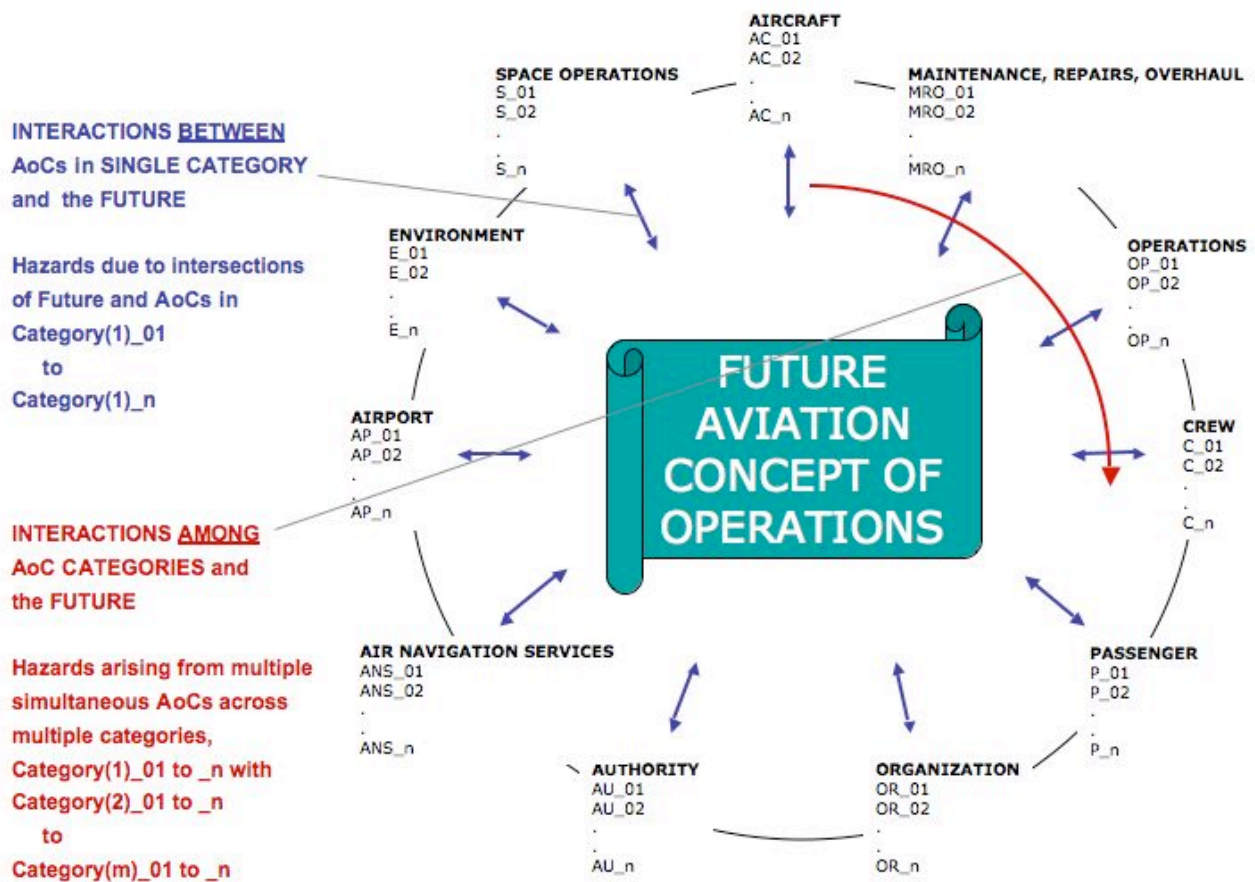 AIRCRAFT
AC_01
AC_02
.
.
AC_n
MAINTENANCE, REPAIRS, OVERHAUL
MRO_01
MRO_02
.
.
MRO_n
OPERATIONS
OP_01
OP_02
.
.
OP_n
CREW
C_01
C_02
.
.
C_n
PASSENGER
P_01
P_02
.
.
P_n
ORGANIZATION
OR_01
OR_02
.
.
OR_n
AUTHORITY
AU_01
AU_02
.
.
AU_n
AIR NAVIGATION SERVICES
ANS_01
ANS_02
.
.
ANS_n
AIRPORT
AP_01
AP_02
.
.
AP_n
ENVIRONMENT
E_01
E_02
.
.
E_n
SPACE OPERATIONS
S_01
S_02
.
.
S_n
FUTURE
AVIATION
CONCEPT OF
OPERATIONS
INTERACTIONS BETWEEN
AoCs in SINGLE CATEGORY
and the FUTURE
Hazards due to intersections
of Future and AoCs in
Category(1)_01
to
Category(1)_n
INTERACTIONS AMONG
AoC CATEGORIES and
the FUTURE
Hazards arising from multiple
simultaneous AoCs across
multiple categories,
Category(1)_01 to _n with
Category(2)_01 to _n
to
Category(m)_01 to _n